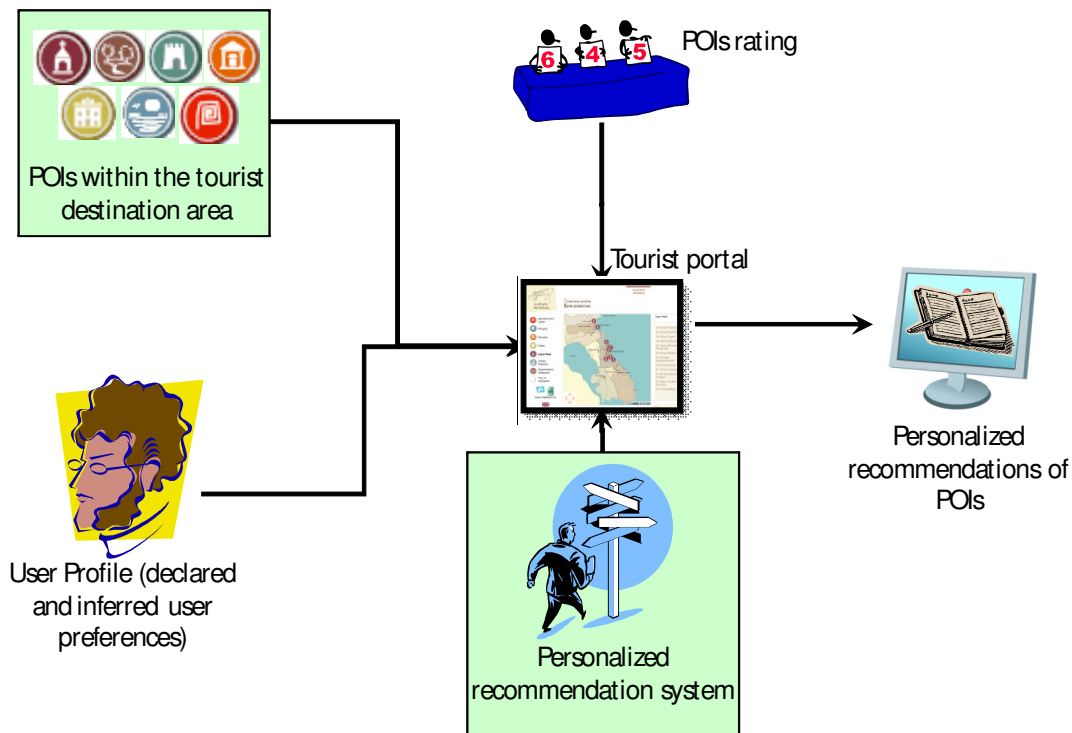 6 4 5
POIs rating
POIs within the tourist
destination area
Tourist portal
Personalized
recommendations of
POIs
User Profile (declared
and inferred user
preferences)
Personalized
recommendation system